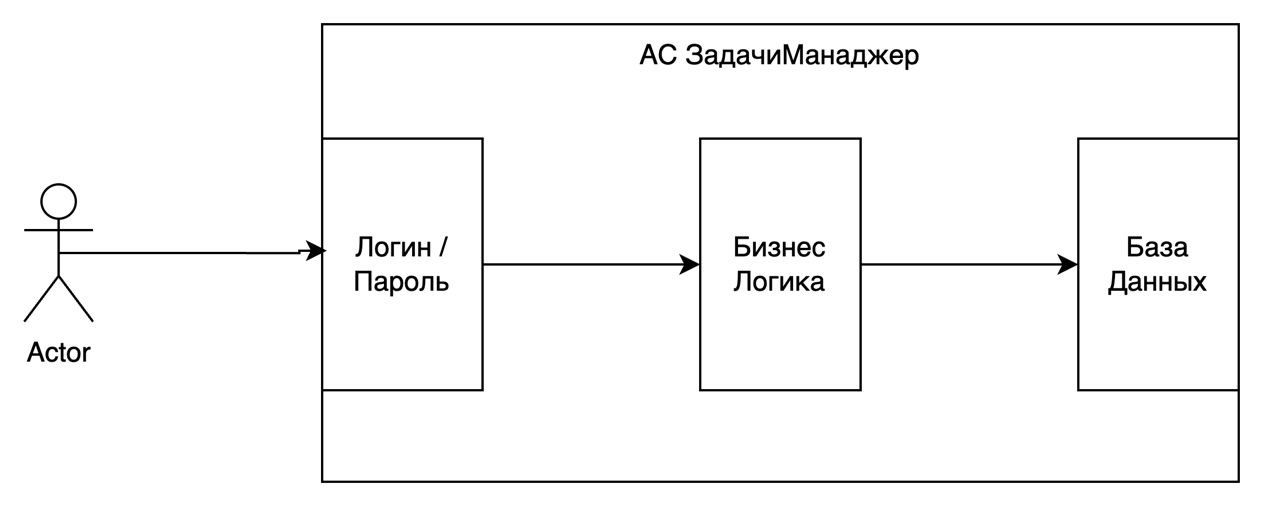 АС ЗадачиМанаджер
Логин /
Пароль
Бизнес
Логика
База
Данных
Actor